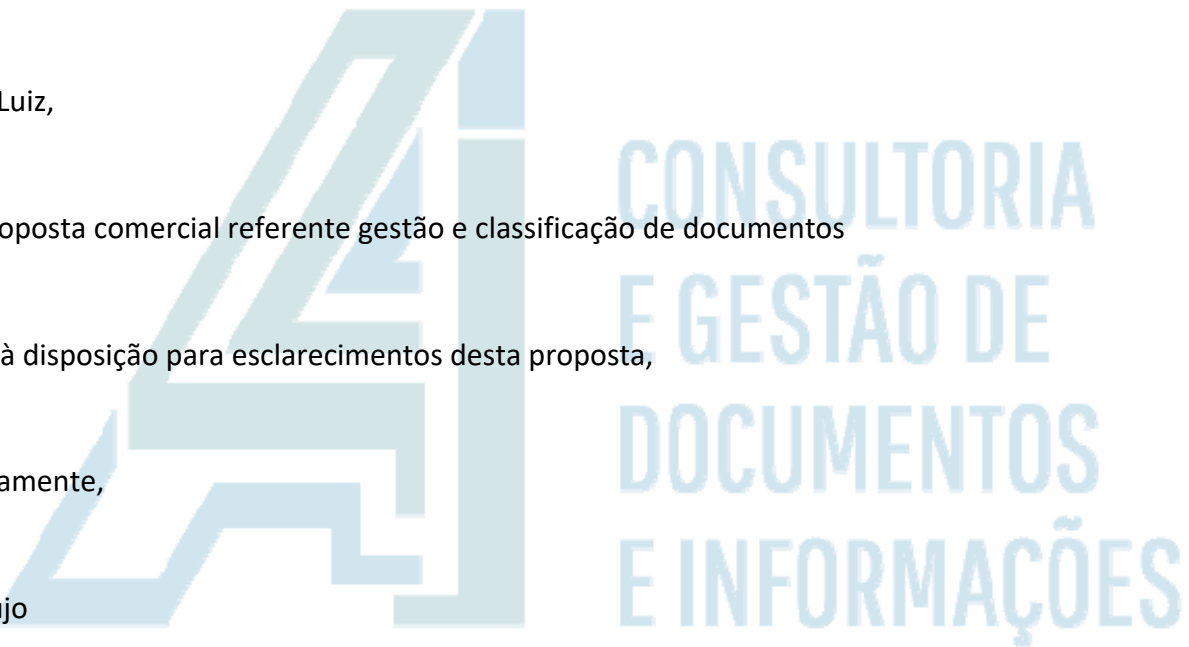 Luiz,
oposta comercial referente gestão e classificação de documentos
à disposição para esclarecimentos desta proposta,
amente,
ujo
CONSULTORIA
E GESTÃO DE
DOCUMENTOS
E INFORMAÇÕES